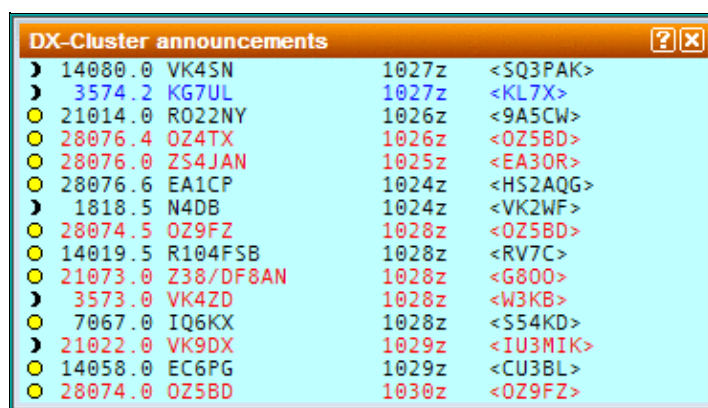 DX-Cluster announcements
14080.0 VK4SN 1027z <SQ3PAK>
3574.2 KG7UL 1027z <KL7X>
21014.0 RO22NY 1026z <9A5CW>
28076.4 OZ4TX 1026z <OZ5BD>
28076.0 ZS4JAN 1025z <EA3OR>
28076.6 EA1CP 1024z <HS2AQG>
1818.5 N4DB 1024z <VK2WF>
28074.5 OZ9FZ 1028z <OZ5BD>
14019.5 R104FSB 1028z <RV7C>
21073.0 Z38/DF8AN 1028z <G8OO>
3573.0 VK4ZD 1028z <W3KB>
7067.0 IQ6KX 1028z <S54KD>
21022.0 VK9DX 1029z <IU3MIK>
14058.0 EC6PG 1029z <CU3BL>
28074.0 OZ5BD 1030z <OZ9FZ>